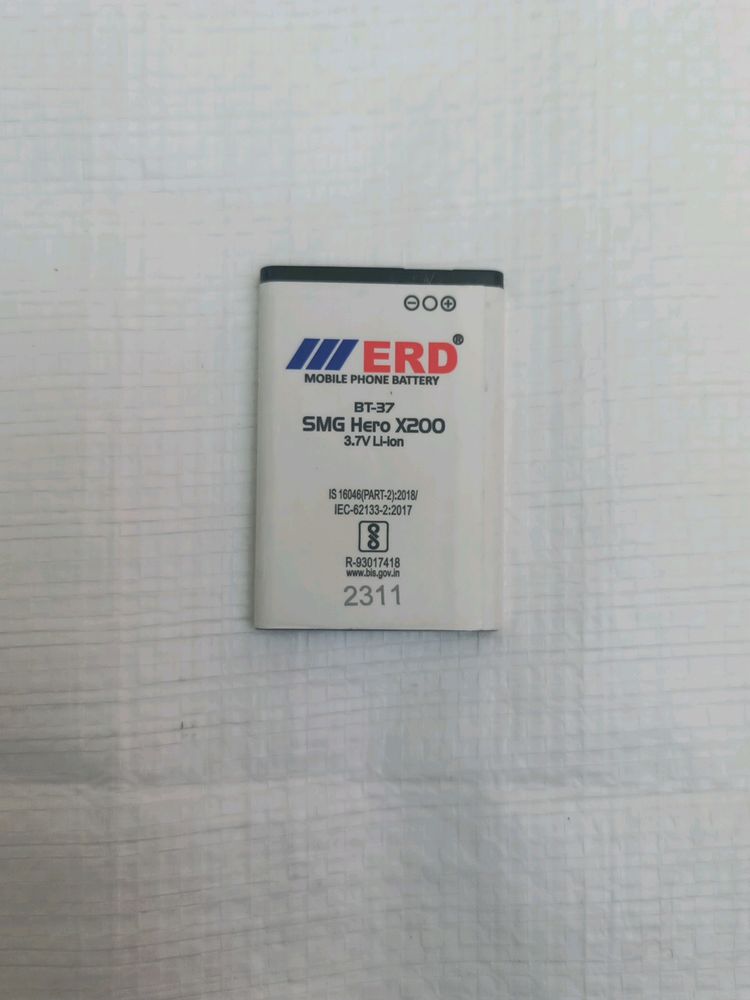 ⊖○⊕
ERD®
MOBILE PHONE BATTERY
BT-37
SMG Hero X200
3.7V Li-ion
IS 16046(PART-2):2018/
IEC-62133-2:2017
R-93017418
www.bis.gov.in
2311